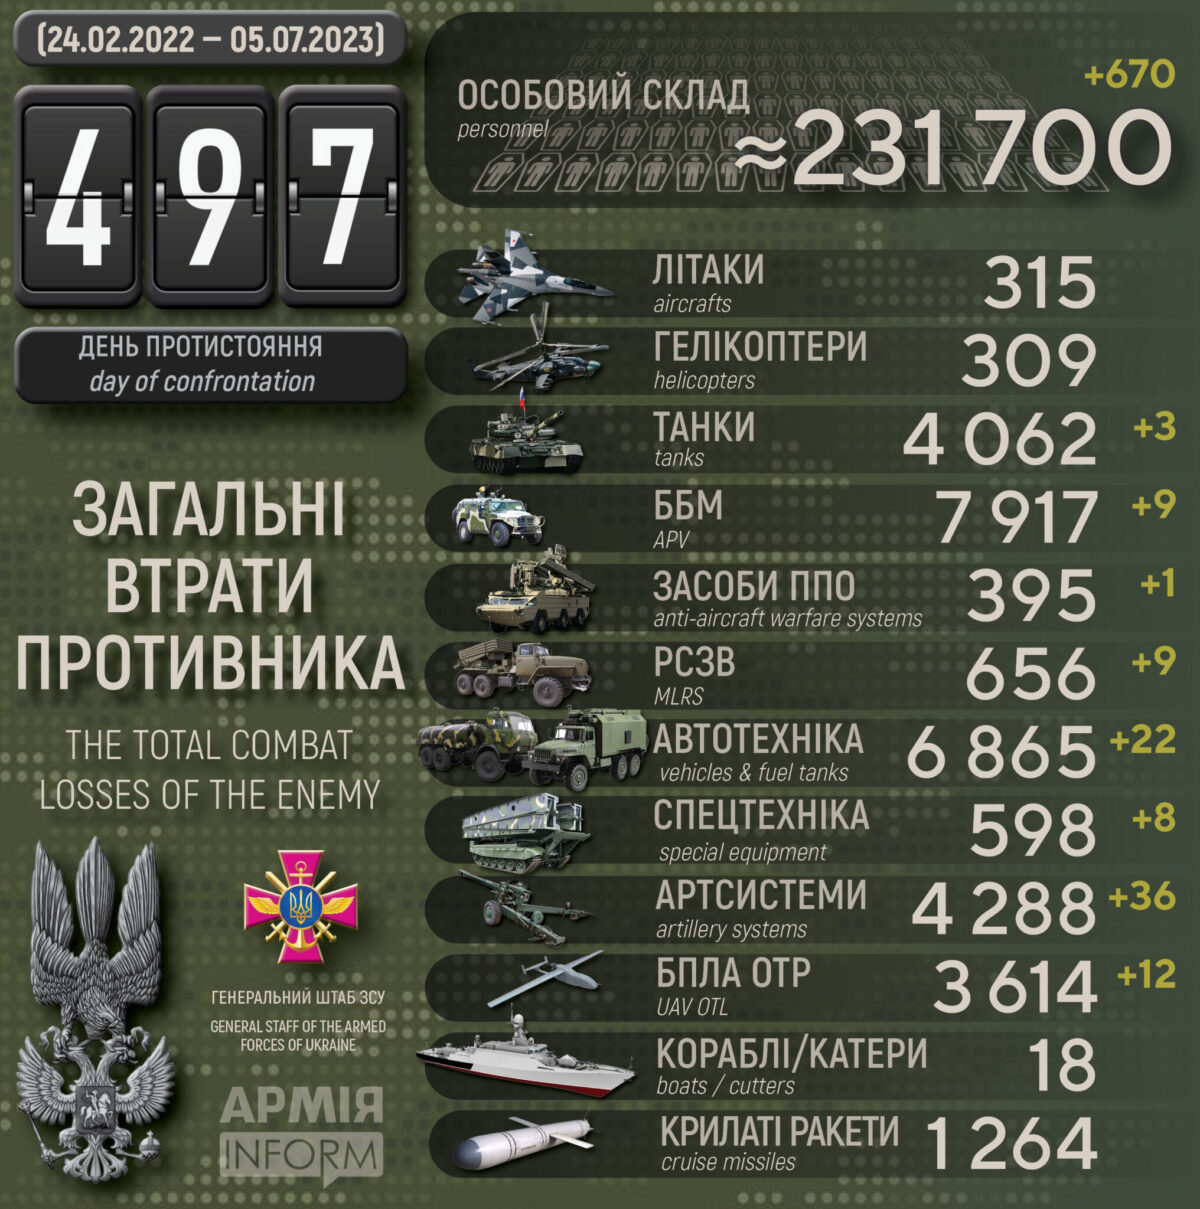 (24.02.2022 – 05.07.2023)
497
ДЕНЬ ПРОТИСТОЯННЯ
day of confrontation
ЗАГАЛЬНІ
ВТРАТИ
ПРОТИВНИКА
THE TOTAL COMBAT
LOSSES OF THE ENEMY
ГЕНЕРАЛЬНИЙ ШТАБ ЗСУ
GENERAL STAFF OF THE ARMED
FORCES OF UKRAINE
АРМІЯ
INFORM
ОСОБОВИЙ СКЛАД
personnel
+670
≈231 700
ЛІТАКИ
aircrafts
315
ГЕЛІКОПТЕРИ
helicopters
309
ТАНКИ
tanks
4 062 +3
ББМ
APV
7 917 +9
ЗАСОБИ ППО
anti-aircraft warfare systems
395 +1
РСЗВ
MLRS
656 +9
АВТОТЕХНІКА
vehicles & fuel tanks
6 865 +22
СПЕЦТЕХНІКА
special equipment
598 +8
АРТСИСТЕМИ
artillery systems
4 288 +36
БПЛА ОТР
UAV OTL
3 614 +12
КОРАБЛІ/КАТЕРИ
boats / cutters
18
КРИЛАТІ РАКЕТИ
cruise missiles
1 264